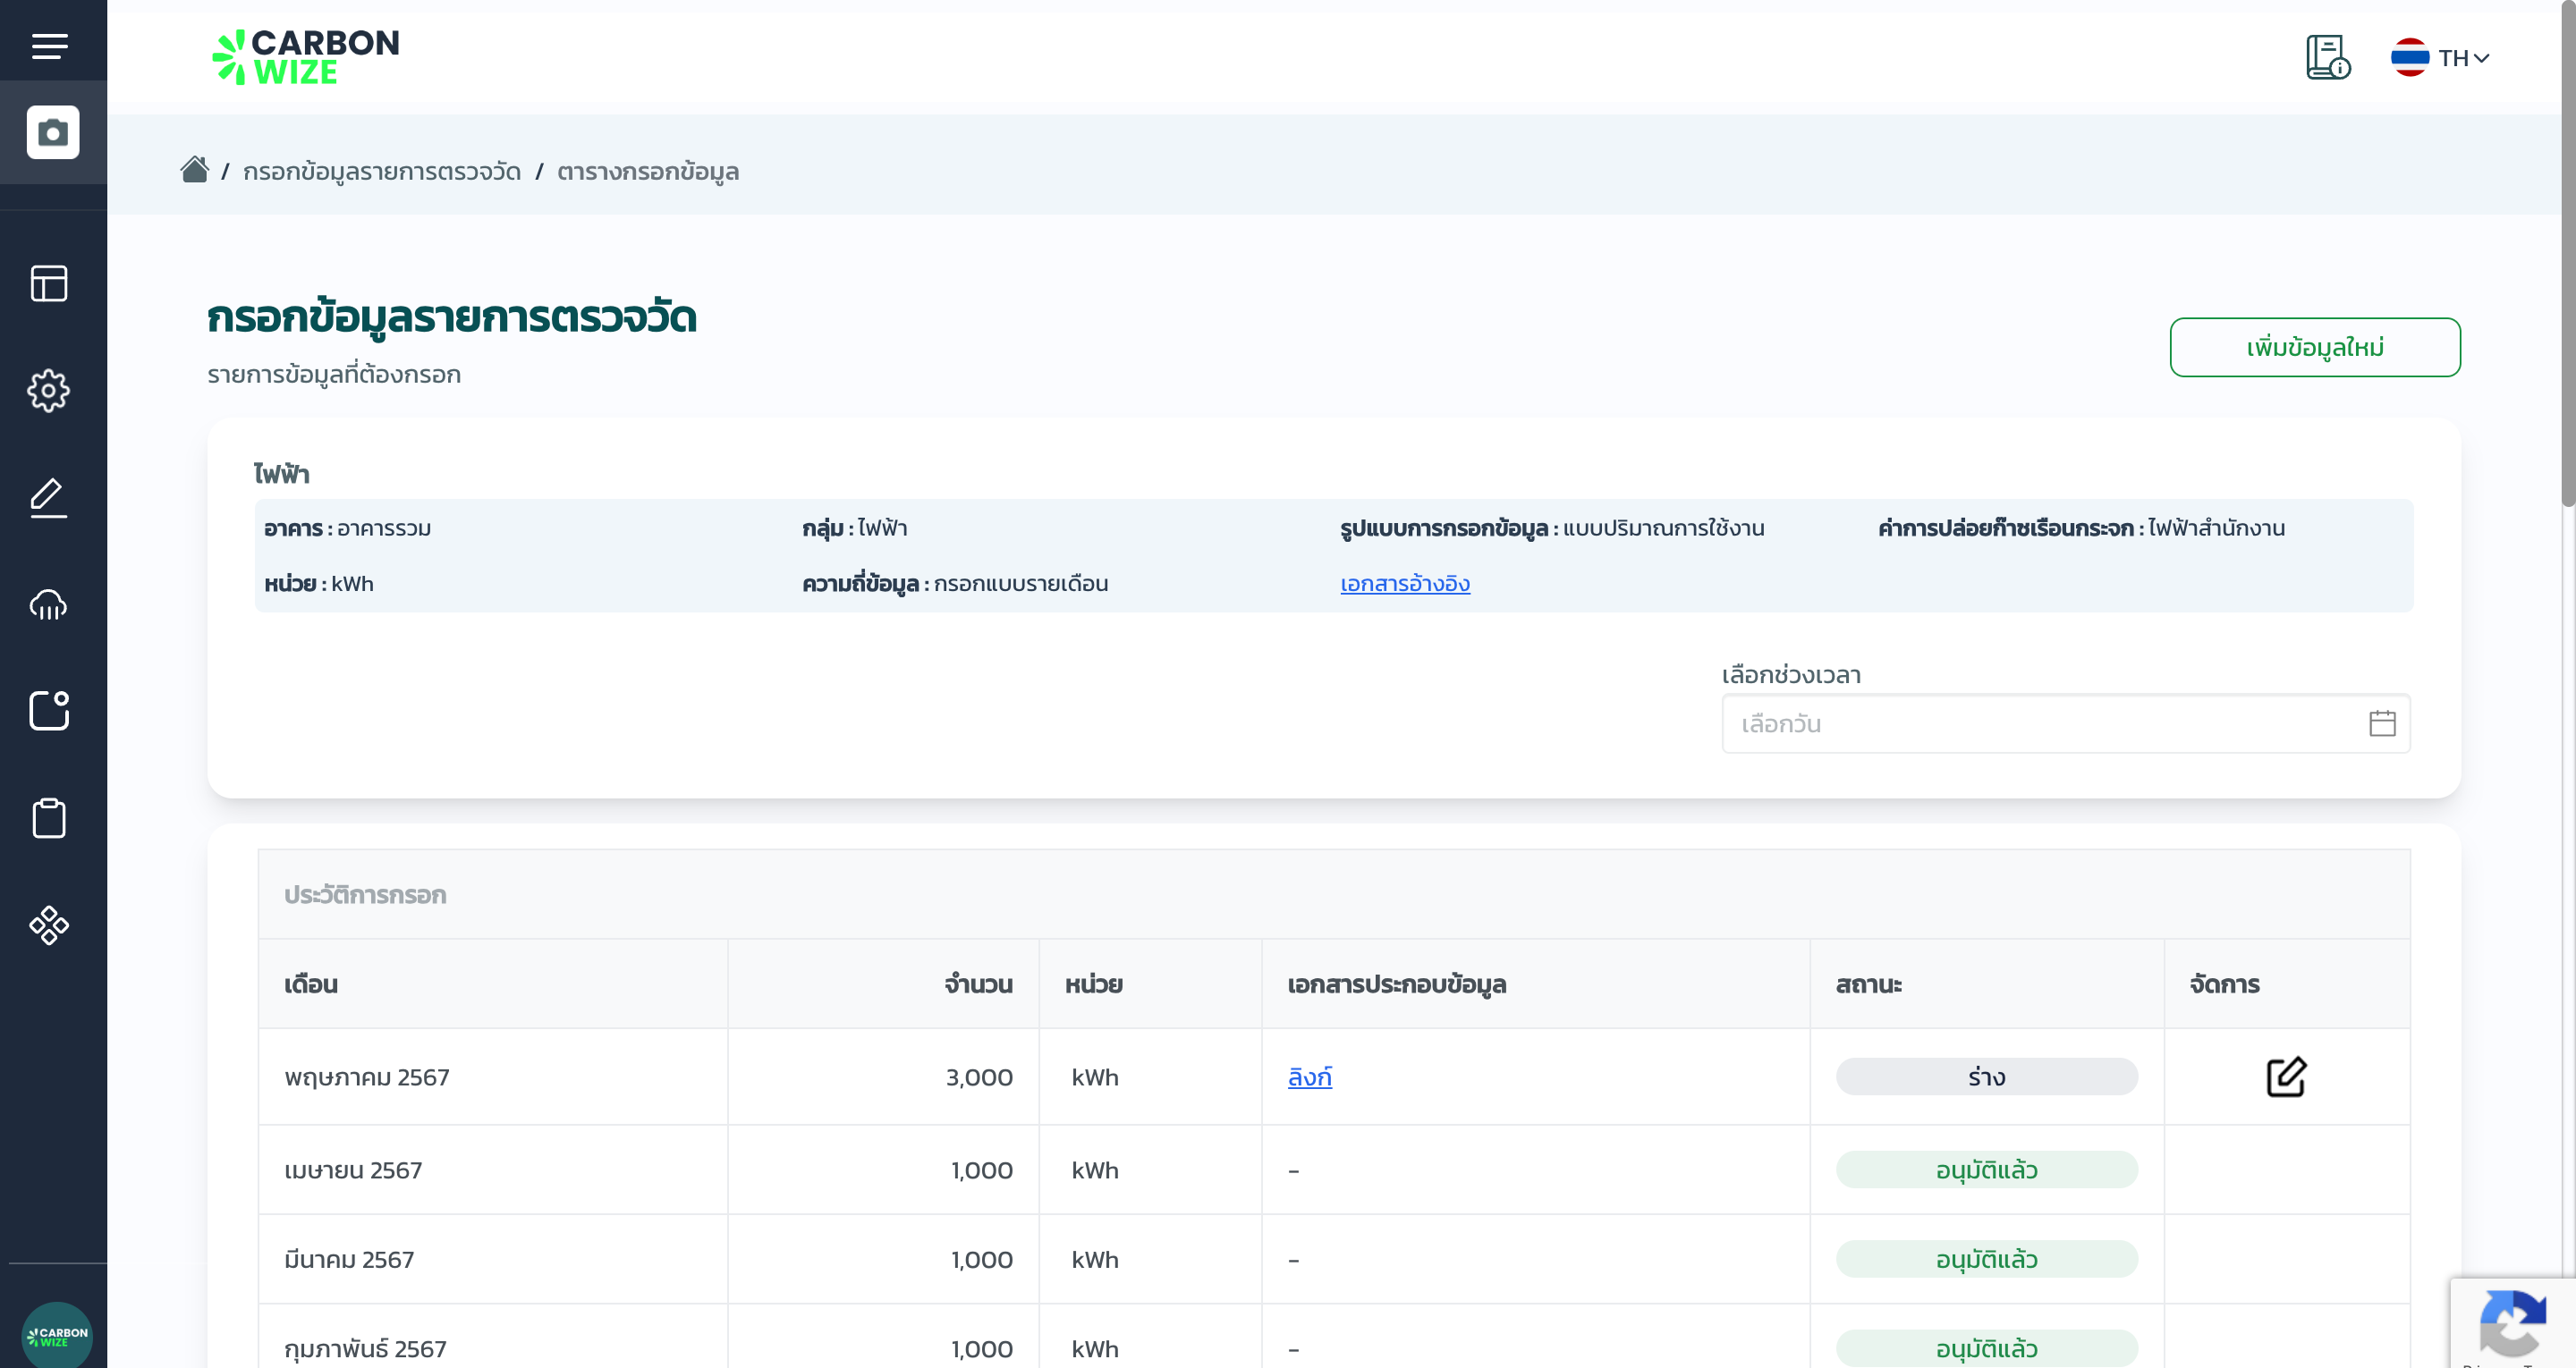 CARBON
WIZE
TH
/ กรอกข้อมูลรายการตรวจวัด / ตารางกรอกข้อมูล
กรอกข้อมูลรายการตรวจวัด
รายการข้อมูลที่ต้องกรอก
เพิ่มข้อมูลใหม่
ไฟฟ้า
อาคาร : อาคารรวม กลุ่ม : ไฟฟ้า รูปแบบการกรอกข้อมูล : แบบปริมาณการใช้งาน ค่าการปล่อยก๊าซเรือนกระจก : ไฟฟ้าสำนักงาน
หน่วย : kWh ความถี่ข้อมูล : กรอกแบบรายเดือน เอกสารอ้างอิง
เลือกช่วงเวลา
เลือกวัน
ประวัติการกรอก
เดือน จำนวน หน่วย เอกสารประกอบข้อมูล สถานะ จัดการ
พฤษภาคม 2567 3,000 kWh ลิงก์ ร่าง
เมษายน 2567 1,000 kWh - อนุมัติแล้ว
มีนาคม 2567 1,000 kWh - อนุมัติแล้ว
กุมภาพันธ์ 2567 1,000 kWh - อนุมัติแล้ว
CARBON
WIZE